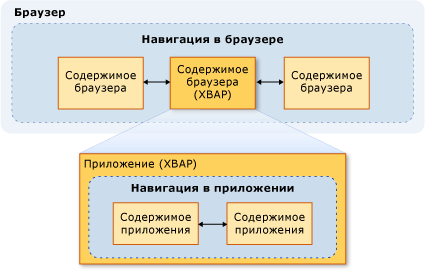 Браузер
Навигация в браузере
Содержимое
браузера
Содержимое
браузера
(XBAP)
Содержимое
браузера
Приложение (XBAP)
Навигация в приложении
Содержимое
приложения
Содержимое
приложения